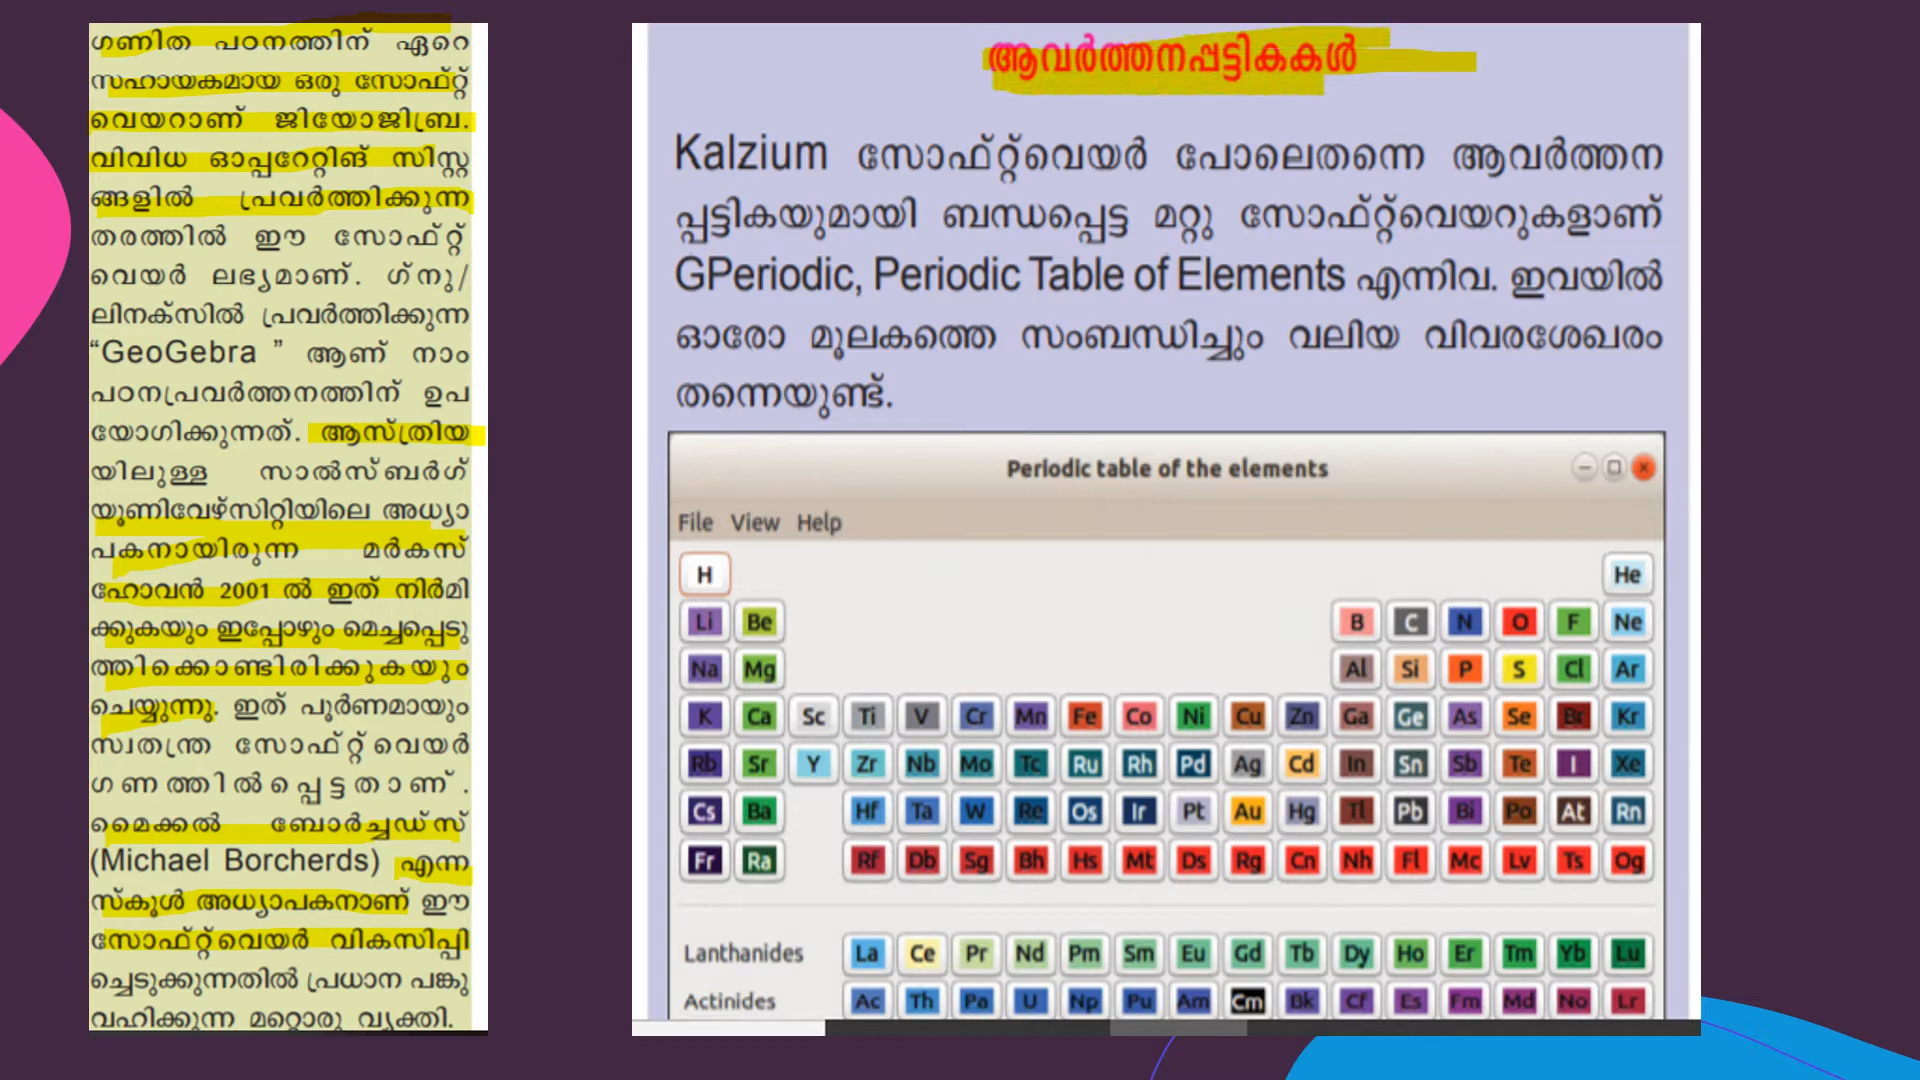 ഗണിത പഠനത്തിന് ഏറെ
സഹായകമായ ഒരു സോഫ്റ്റ്
വെയറാണ് ജിയോജിബ്ര.
വിവിധ ഓപ്പറേറ്റിങ് സിസ്റ്റ
ങ്ങളിൽ പ്രവർത്തിക്കുന്ന
തരത്തിൽ ഈ സോഫ്റ്റ്
വെയർ ലഭ്യമാണ്. ഗ്നു/
ലിനക്സിൽ പ്രവർത്തിക്കുന്ന
“GeoGebra ” ആണ് നാം
പഠനപ്രവർത്തനത്തിന് ഉപ
യോഗിക്കുന്നത്. ആസ്ത്രിയ
യിലുള്ള സാൽസ്ബർഗ്
യൂണിവേഴ്സിറ്റിയിലെ അധ്യാ
പകനായിരുന്ന മർകസ്
ഹോവൻ 2001 ൽ ഇത് നിർമി
ക്കുകയും ഇപ്പോഴും മെച്ചപ്പെടു
ത്തിക്കൊണ്ടിരിക്കുകയും
ചെയ്യുന്നു. ഇത് പൂർണമായും
സ്വതന്ത്ര സോഫ്റ്റ്‌വെയർ
ഗണത്തിൽപ്പെട്ടതാണ്.
മൈക്കൽ ബോർച്ചഡ്സ്
(Michael Borcherds) എന്ന
സ്കൂൾ അധ്യാപകനാണ് ഈ
സോഫ്റ്റ്‌വെയർ വികസിപ്പി
ച്ചെടുക്കുന്നതിൽ പ്രധാന പങ്കു
വഹിക്കുന്ന മറ്റൊരു വ്യക്തി.
ആവർത്തനപ്പട്ടികകൾ
Kalzium സോഫ്റ്റ്‌വെയർ പോലെതന്നെ ആവർത്തന
പ്പട്ടികയുമായി ബന്ധപ്പെട്ട മറ്റു സോഫ്റ്റ്‌വെയറുകളാണ്
GPeriodic, Periodic Table of Elements എന്നിവ. ഇവയിൽ
ഓരോ മൂലകത്തെ സംബന്ധിച്ചും വലിയ വിവരശേഖരം
തന്നെയുണ്ട്.
Periodic table of the elements
File View Help
H He
Li Be B C N O F Ne
Na Mg Al Si P S Cl Ar
K Ca Sc Ti V Cr Mn Fe Co Ni Cu Zn Ga Ge As Se Br Kr
Rb Sr Y Zr Nb Mo Tc Ru Rh Pd Ag Cd In Sn Sb Te I Xe
Cs Ba Hf Ta W Re Os Ir Pt Au Hg Tl Pb Bi Po At Rn
Fr Ra Rf Db Sg Bh Hs Mt Ds Rg Cn Nh Fl Mc Lv Ts Og
Lanthanides La Ce Pr Nd Pm Sm Eu Gd Tb Dy Ho Er Tm Yb Lu
Actinides Ac Th Pa U Np Pu Am Cm Bk Cf Es Fm Md No Lr